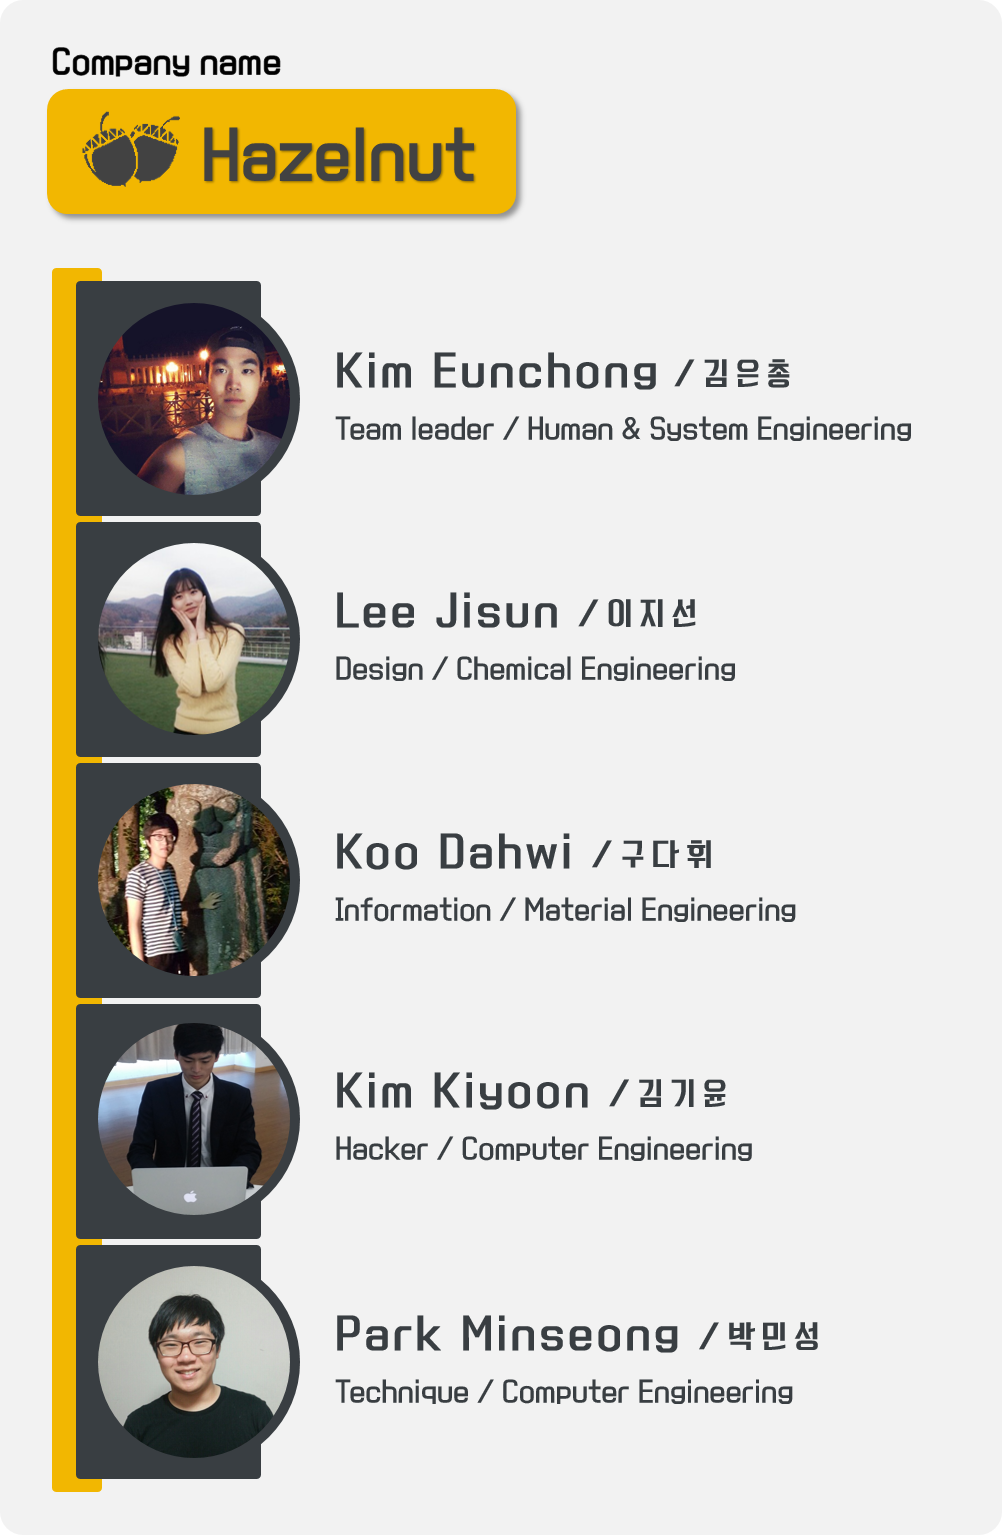 Company name
Hazelnut
Kim Eunchong / 김은총
Team leader / Human & System Engineering
Lee Jisun / 이지선
Design / Chemical Engineering
Koo Dahwi / 구다휘
Information / Material Engineering
Kim Kiyoon / 김기윤
Hacker / Computer Engineering
Park Minseong / 박민성
Technique / Computer Engineering